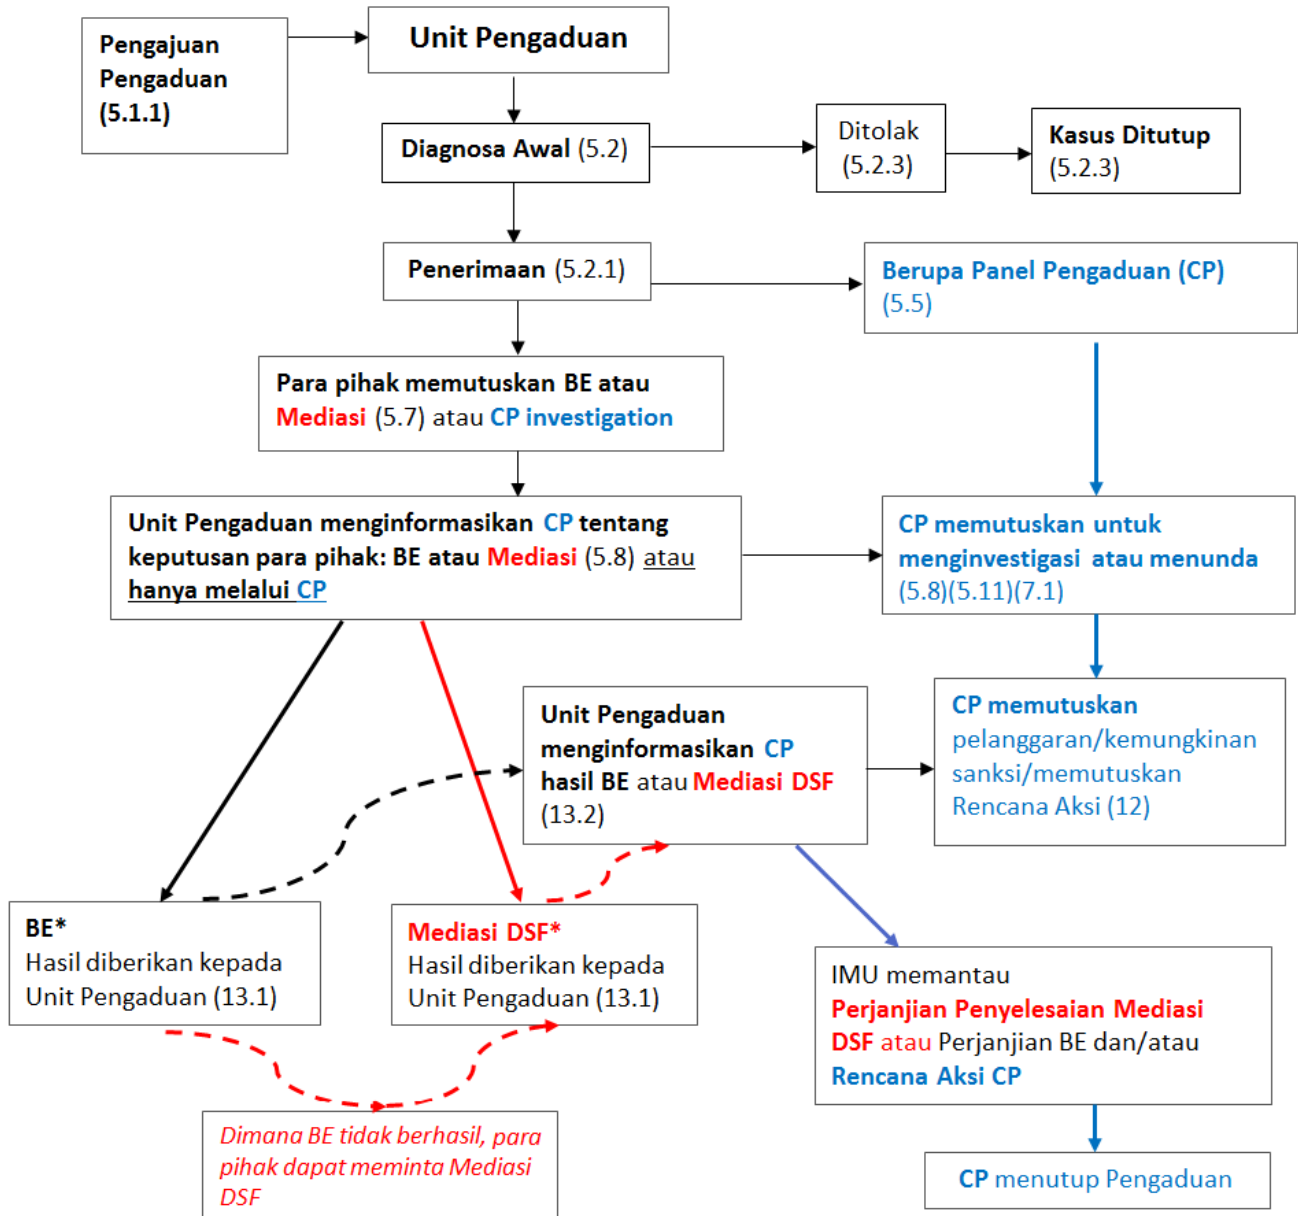 Pengajuan
Pengaduan
(5.1.1)
Unit Pengaduan
Diagnosa Awal (5.2)
Ditolak
(5.2.3)
Kasus Ditutup
(5.2.3)
Penerimaan (5.2.1)
Berupa Panel Pengaduan (CP)
(5.5)
Para pihak memutuskan BE atau
Mediasi (5.7) atau CP investigation
Unit Pengaduan menginformasikan CP tentang
keputusan para pihak: BE atau Mediasi (5.8) atau
hanya melalui CP
CP memutuskan untuk
menginvestigasi atau menunda
(5.8)(5.11)(7.1)
Unit Pengaduan
menginformasikan CP
hasil BE atau Mediasi DSF
(13.2)
CP memutuskan
pelanggaran/kemungkinan
sanksi/memutuskan
Rencana Aksi (12)
BE*
Hasil diberikan kepada
Unit Pengaduan (13.1)
Mediasi DSF*
Hasil diberikan kepada
Unit Pengaduan (13.1)
IMU memantau
Perjanjian Penyelesaian Mediasi
DSF atau Perjanjian BE dan/atau
Rencana Aksi CP
Dimana BE tidak berhasil, para
pihak dapat meminta Mediasi
DSF
CP menutup Pengaduan